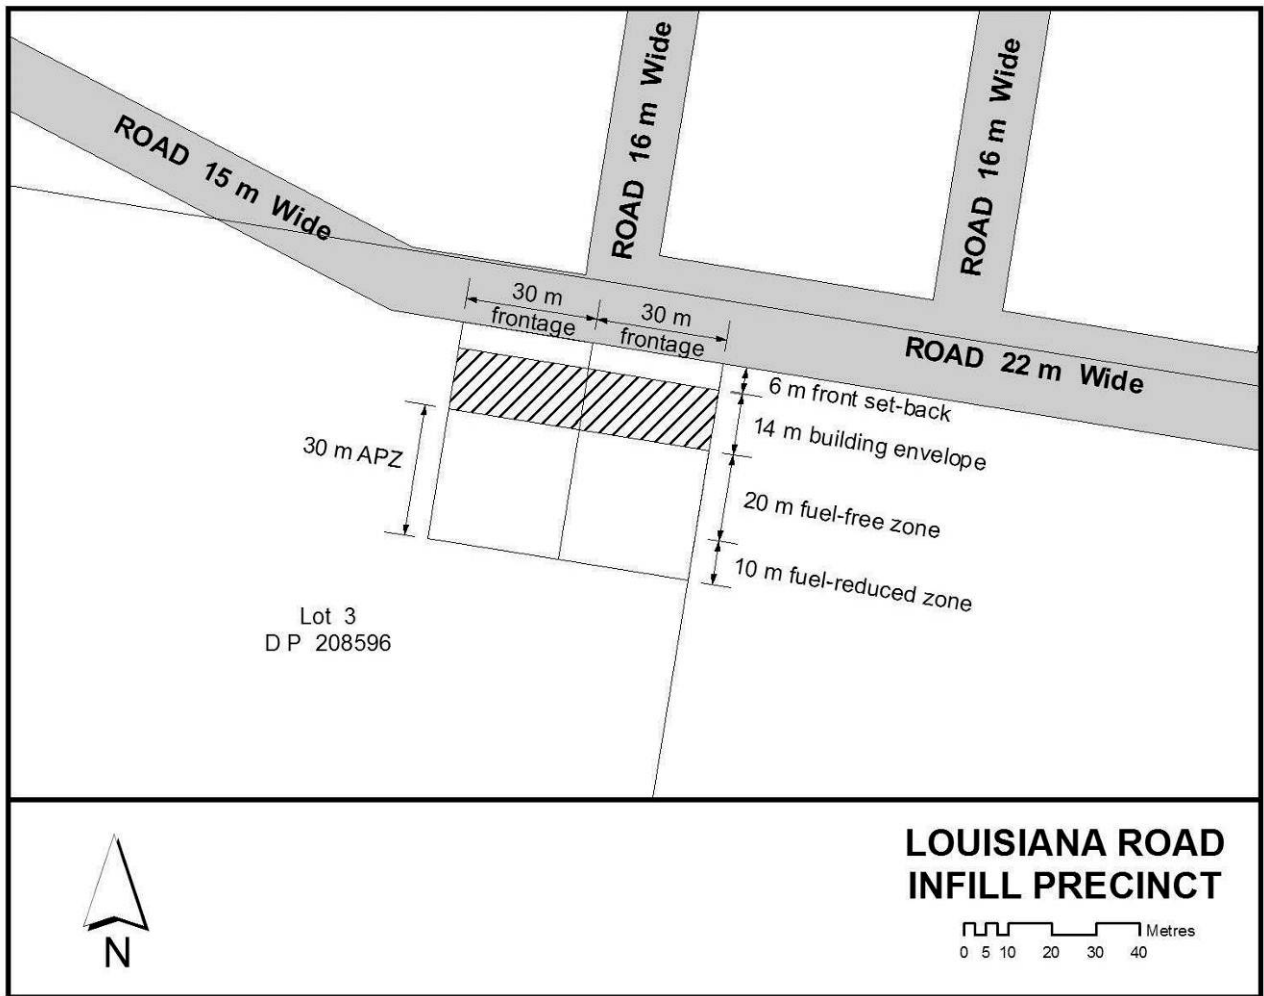 ROAD 15 m Wide
ROAD 16 m Wide
ROAD 16 m Wide
30 m
frontage
30 m
frontage
ROAD 22 m Wide
6 m front set-back
14 m building envelope
30 m APZ
20 m fuel-free zone
10 m fuel-reduced zone
Lot 3
D P 208596
N
LOUISIANA ROAD
INFILL PRECINCT
Metres
0 5 10 20 30 40